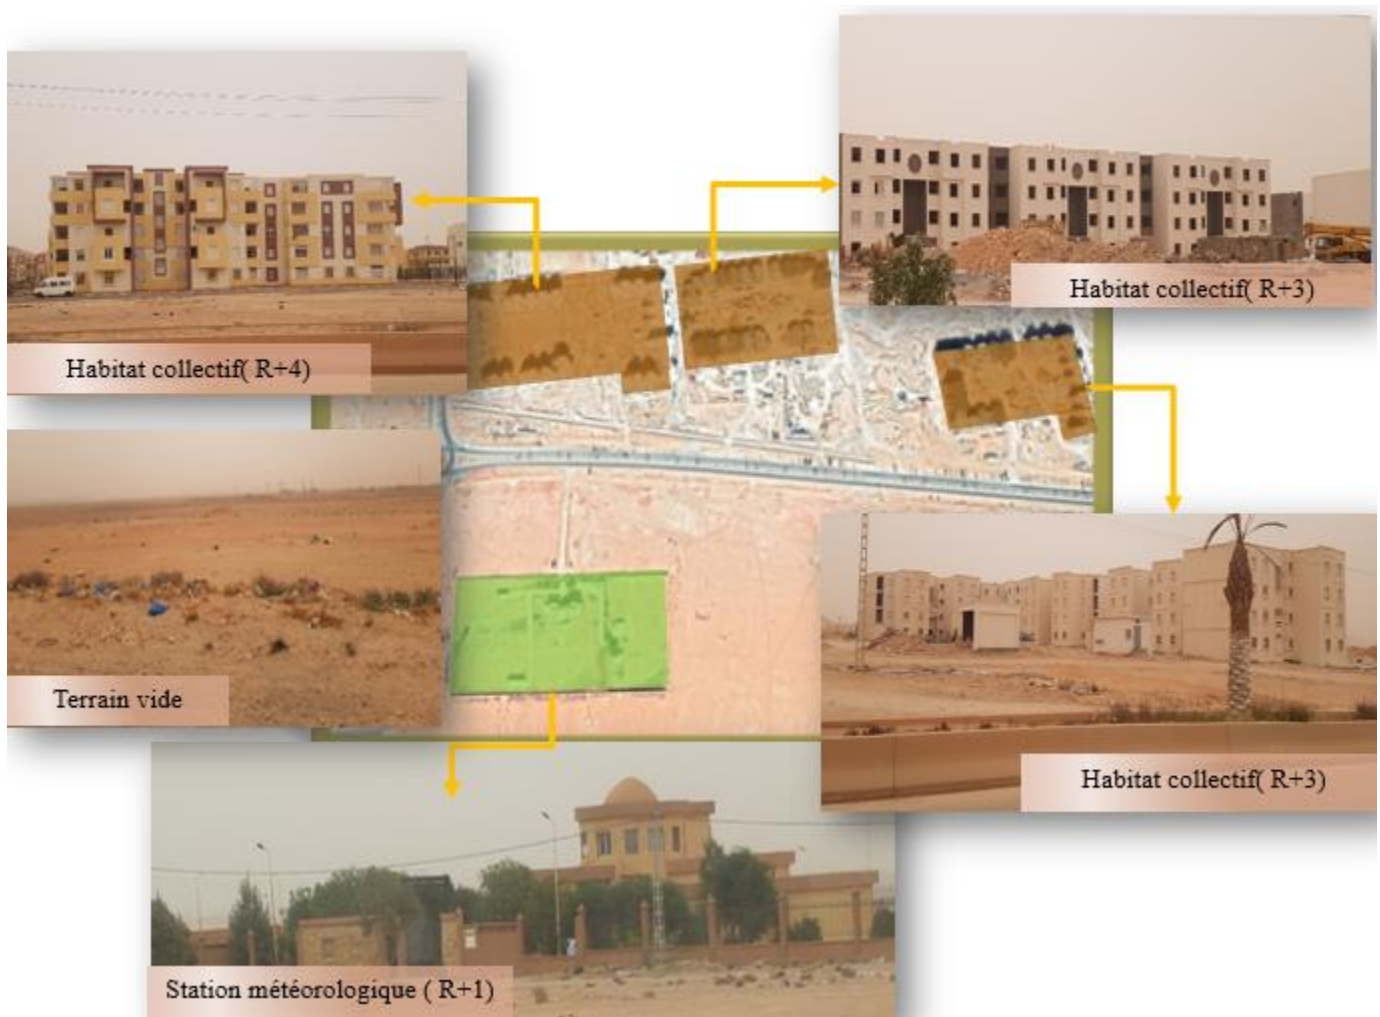 Habitat collectif( R+4)
Habitat collectif( R+3)
Terrain vide
Habitat collectif( R+3)
Station météorologique ( R+1)